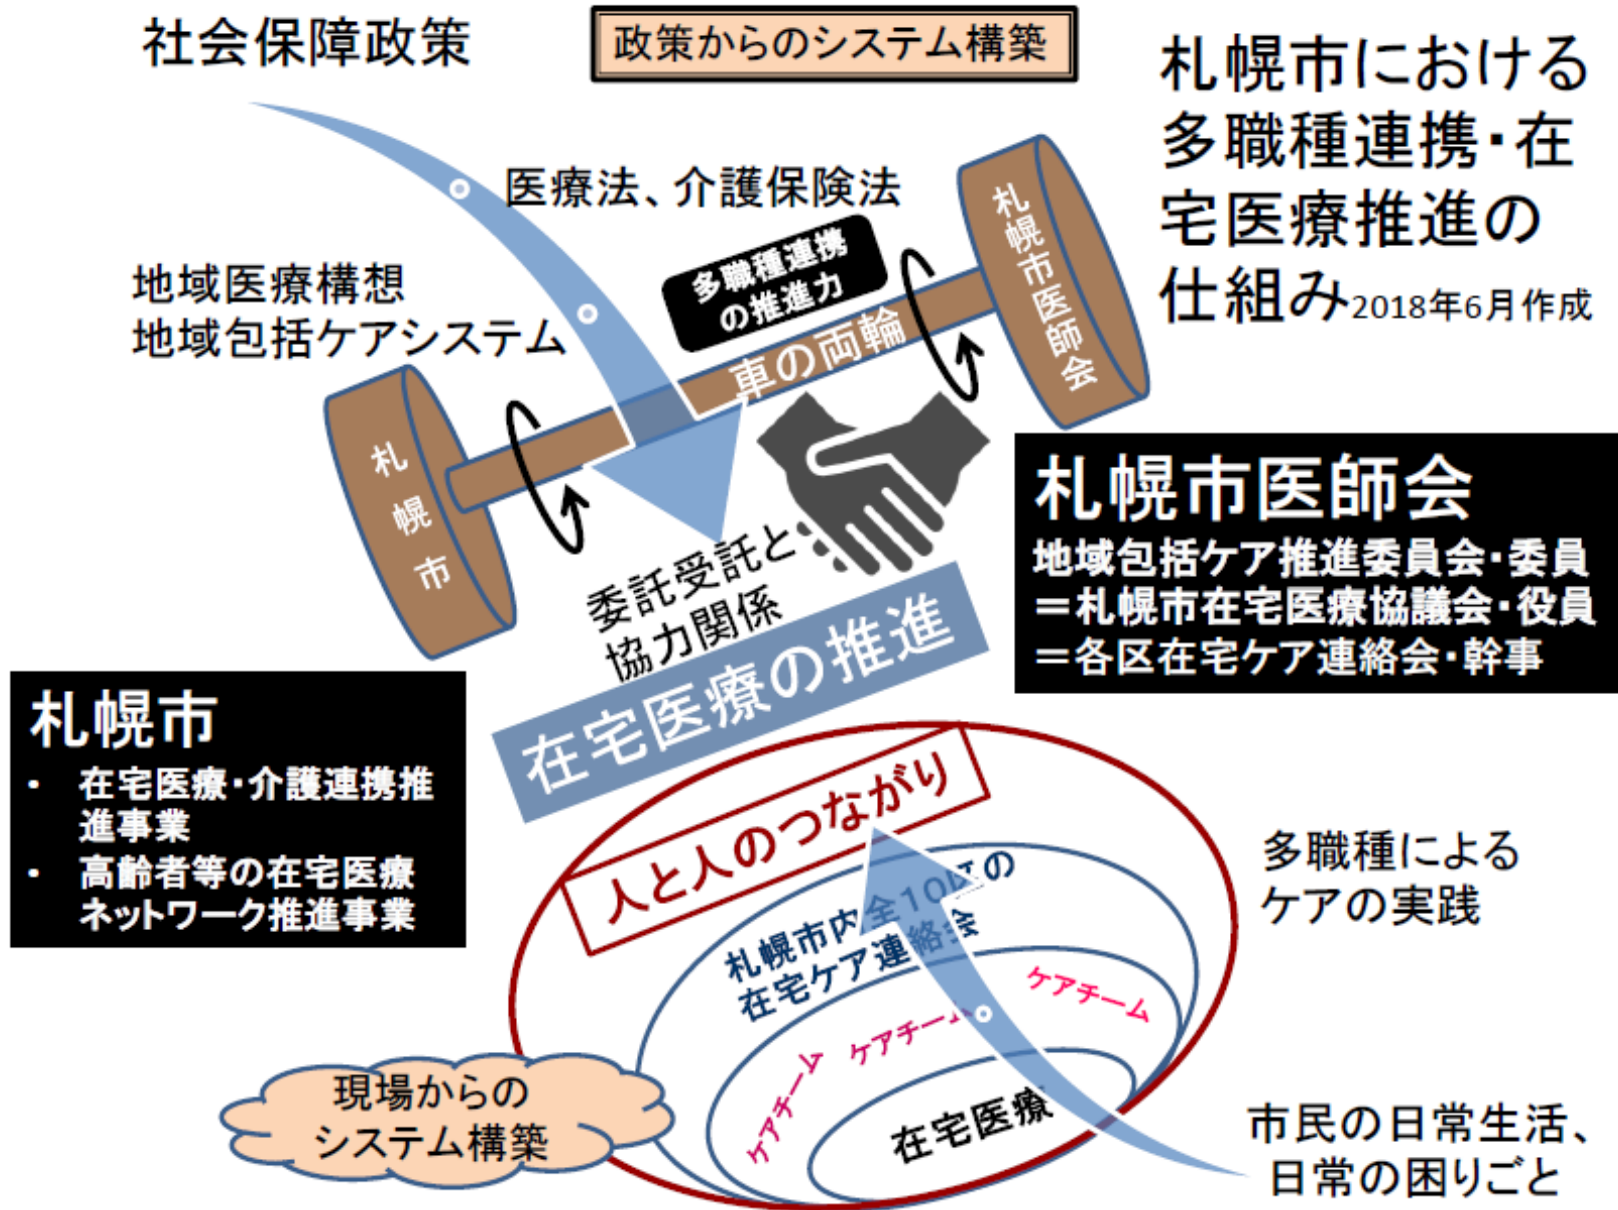 社会保障政策
政策からのシステム構築
札幌市における
多職種連携・在
宅医療推進の
仕組み2018年6月作成
医療法、介護保険法
地域医療構想
地域包括ケアシステム
多職種連携
の推進力
車の両輪
札幌市医師会
札幌市
委託受託と
協力関係
在宅医療の推進
札幌市医師会
地域包括ケア推進委員会・委員
＝札幌市在宅医療協議会・役員
＝各区在宅ケア連絡会・幹事
札幌市
・ 在宅医療・介護連携推
進事業
・ 高齢者等の在宅医療
ネットワーク推進事業
人と人のつながり
札幌市内全10区の
在宅ケア連絡会
ケアチーム
ケアチーム
ケアチーム
在宅医療
多職種による
ケアの実践
現場からの
システム構築
市民の日常生活、
日常の困りごと